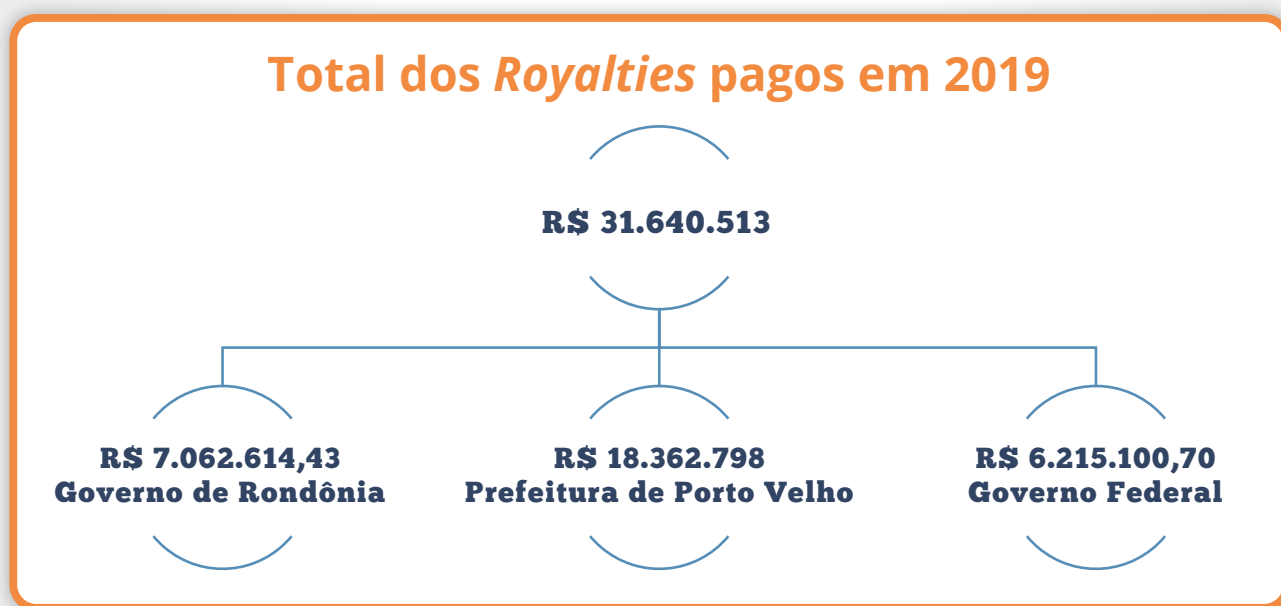 Total dos Royalties pagos em 2019
R$ 31.640.513
R$ 7.062.614,43
Governo de Rondônia
R$ 18.362.798
Prefeitura de Porto Velho
R$ 6.215.100,70
Governo Federal